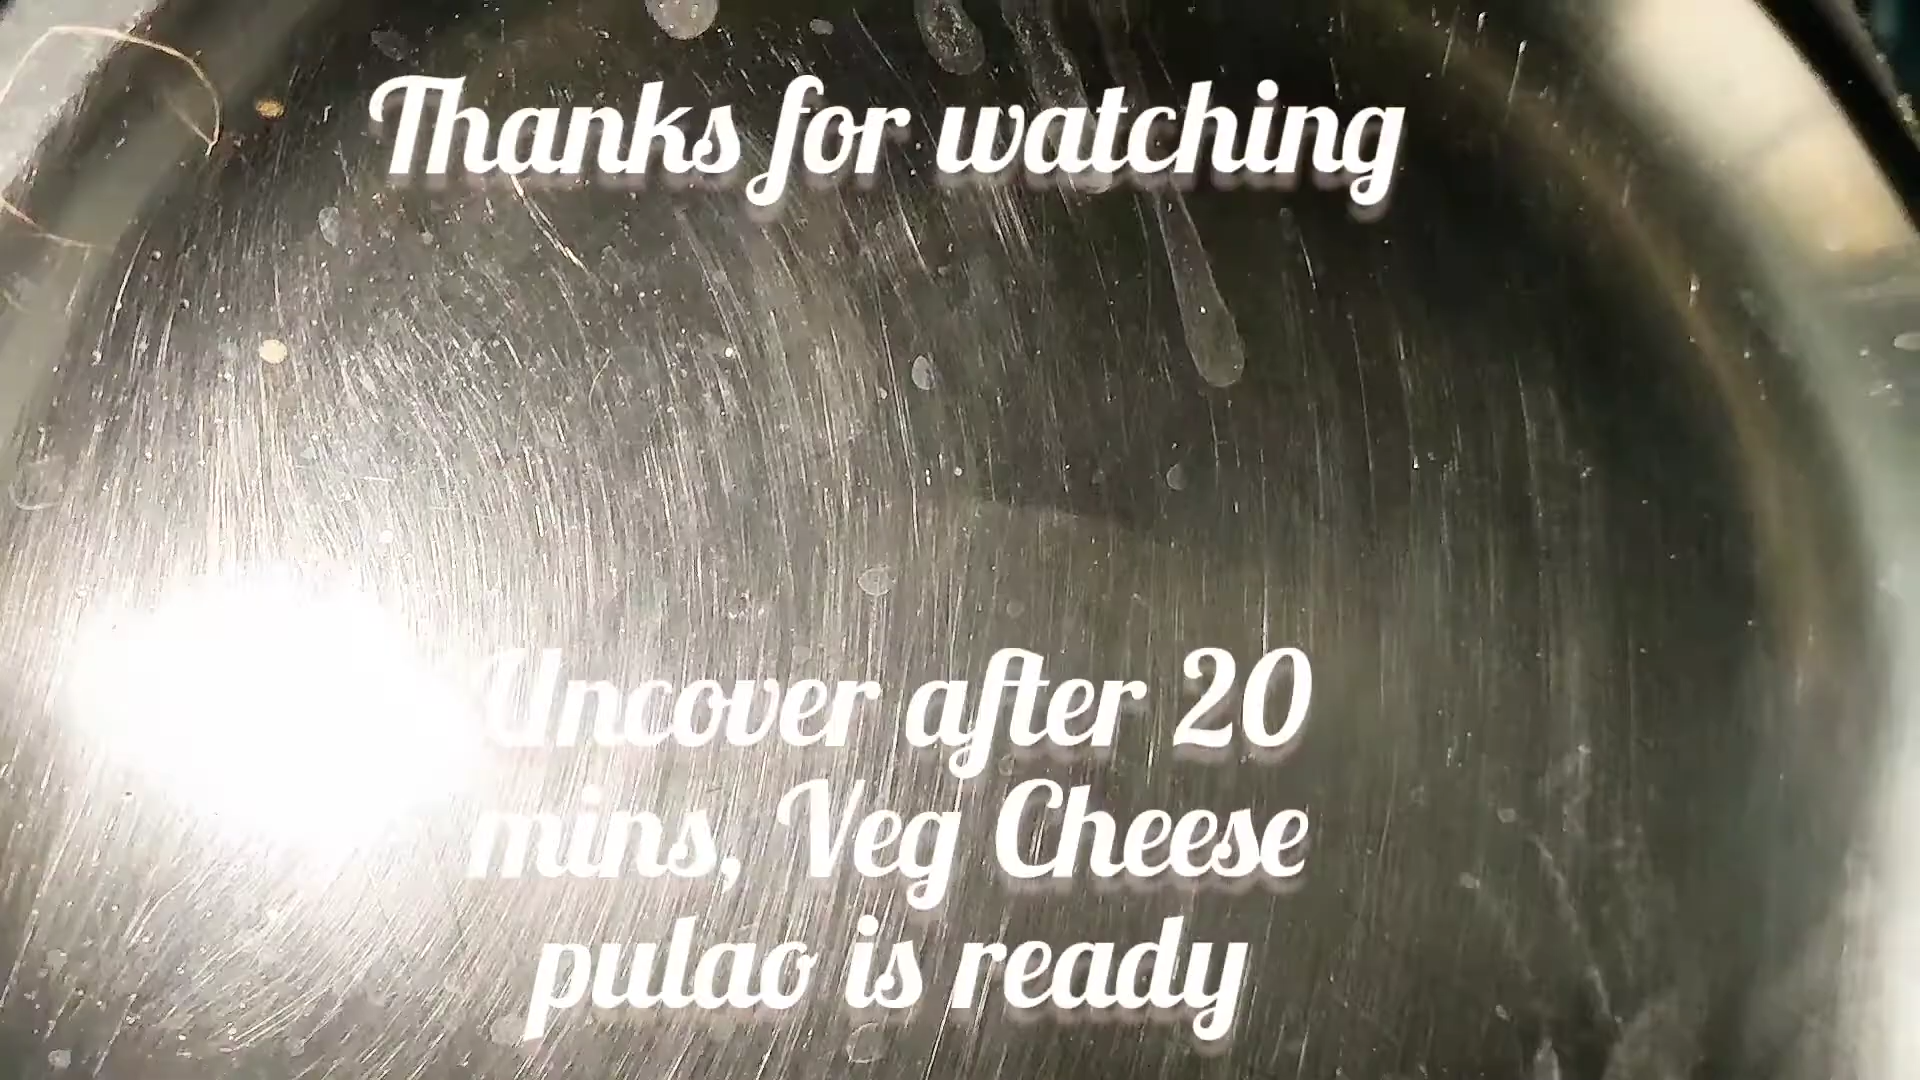 Thanks for watching
Uncover after 20
mins, Veg Cheese
pulao is ready